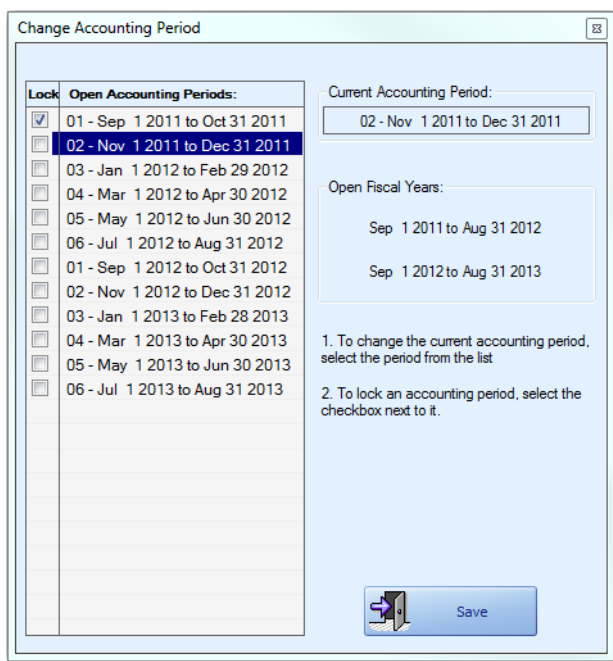 Change Accounting Period
Lock Open Accounting Periods:
01 - Sep 1 2011 to Oct 31 2011
02 - Nov 1 2011 to Dec 31 2011
03 - Jan 1 2012 to Feb 29 2012
04 - Mar 1 2012 to Apr 30 2012
05 - May 1 2012 to Jun 30 2012
06 - Jul 1 2012 to Aug 31 2012
01 - Sep 1 2012 to Oct 31 2012
02 - Nov 1 2012 to Dec 31 2012
03 - Jan 1 2013 to Feb 28 2013
04 - Mar 1 2013 to Apr 30 2013
05 - May 1 2013 to Jun 30 2013
06 - Jul 1 2013 to Aug 31 2013
Current Accounting Period:
02 - Nov 1 2011 to Dec 31 2011
Open Fiscal Years:
Sep 1 2011 to Aug 31 2012
Sep 1 2012 to Aug 31 2013
1. To change the current accounting period,
select the period from the list
2. To lock an accounting period, select the
checkbox next to it.
Save